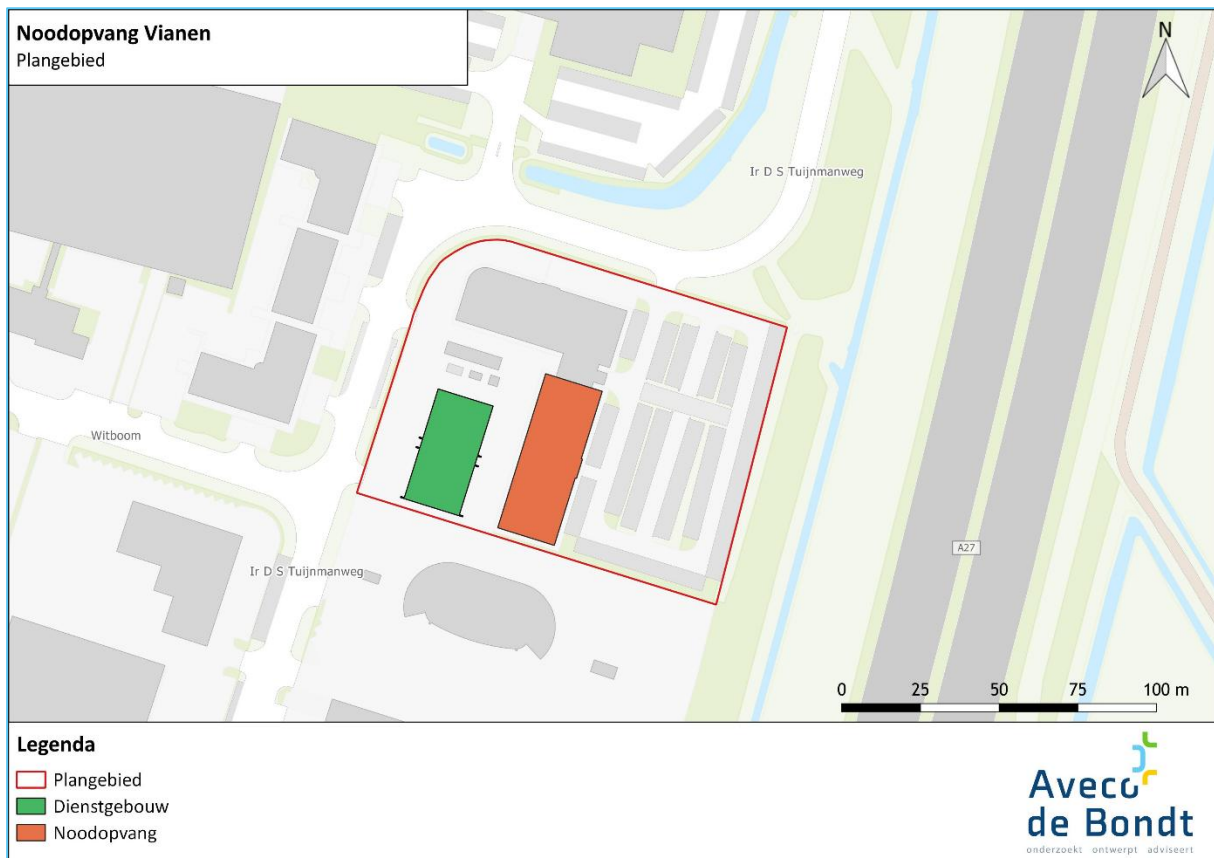 Noodopvang Vianen
Plangebied
N
Ir D S Tuijnmanweg
Witboom
Ir D S Tuijnmanweg
A27
0 25 50 75 100 m
Legenda
Plangebied
Dienstgebouw
Noodopvang
Aveco
de Bondt
onderzoekt ontwerpt adviseert